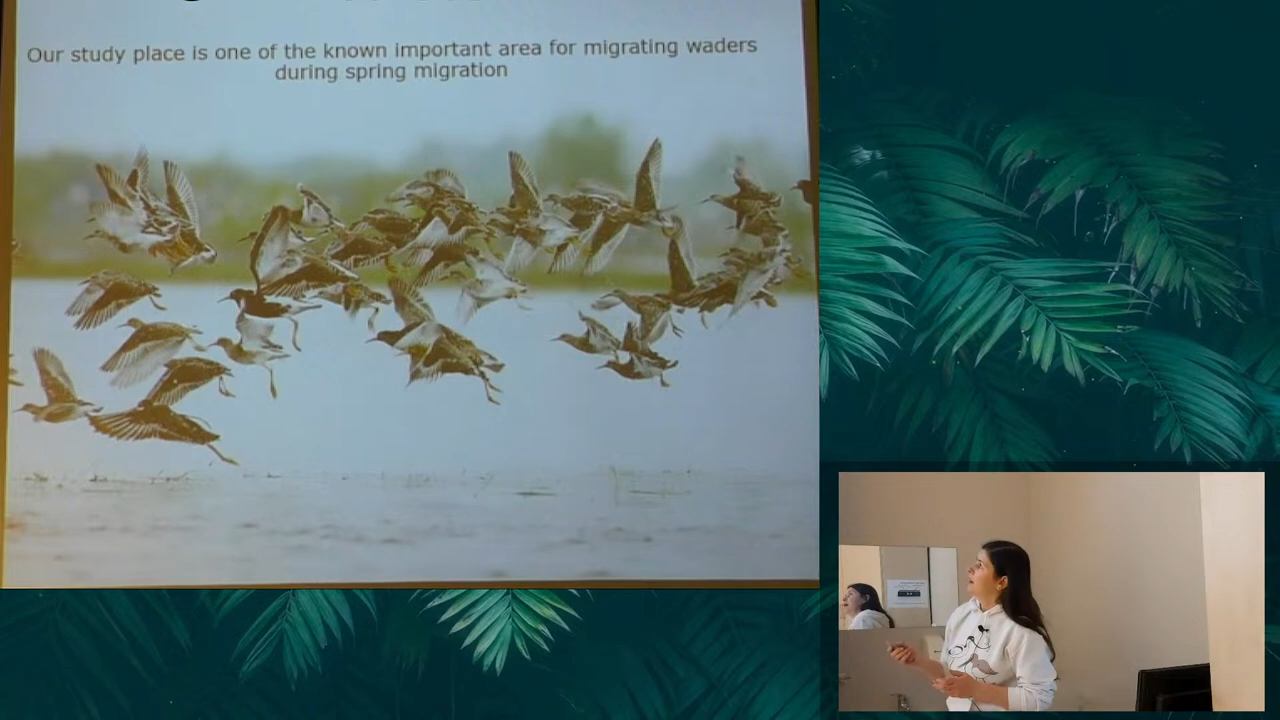 Our study place is one of the known important area for migrating waders
during spring migration